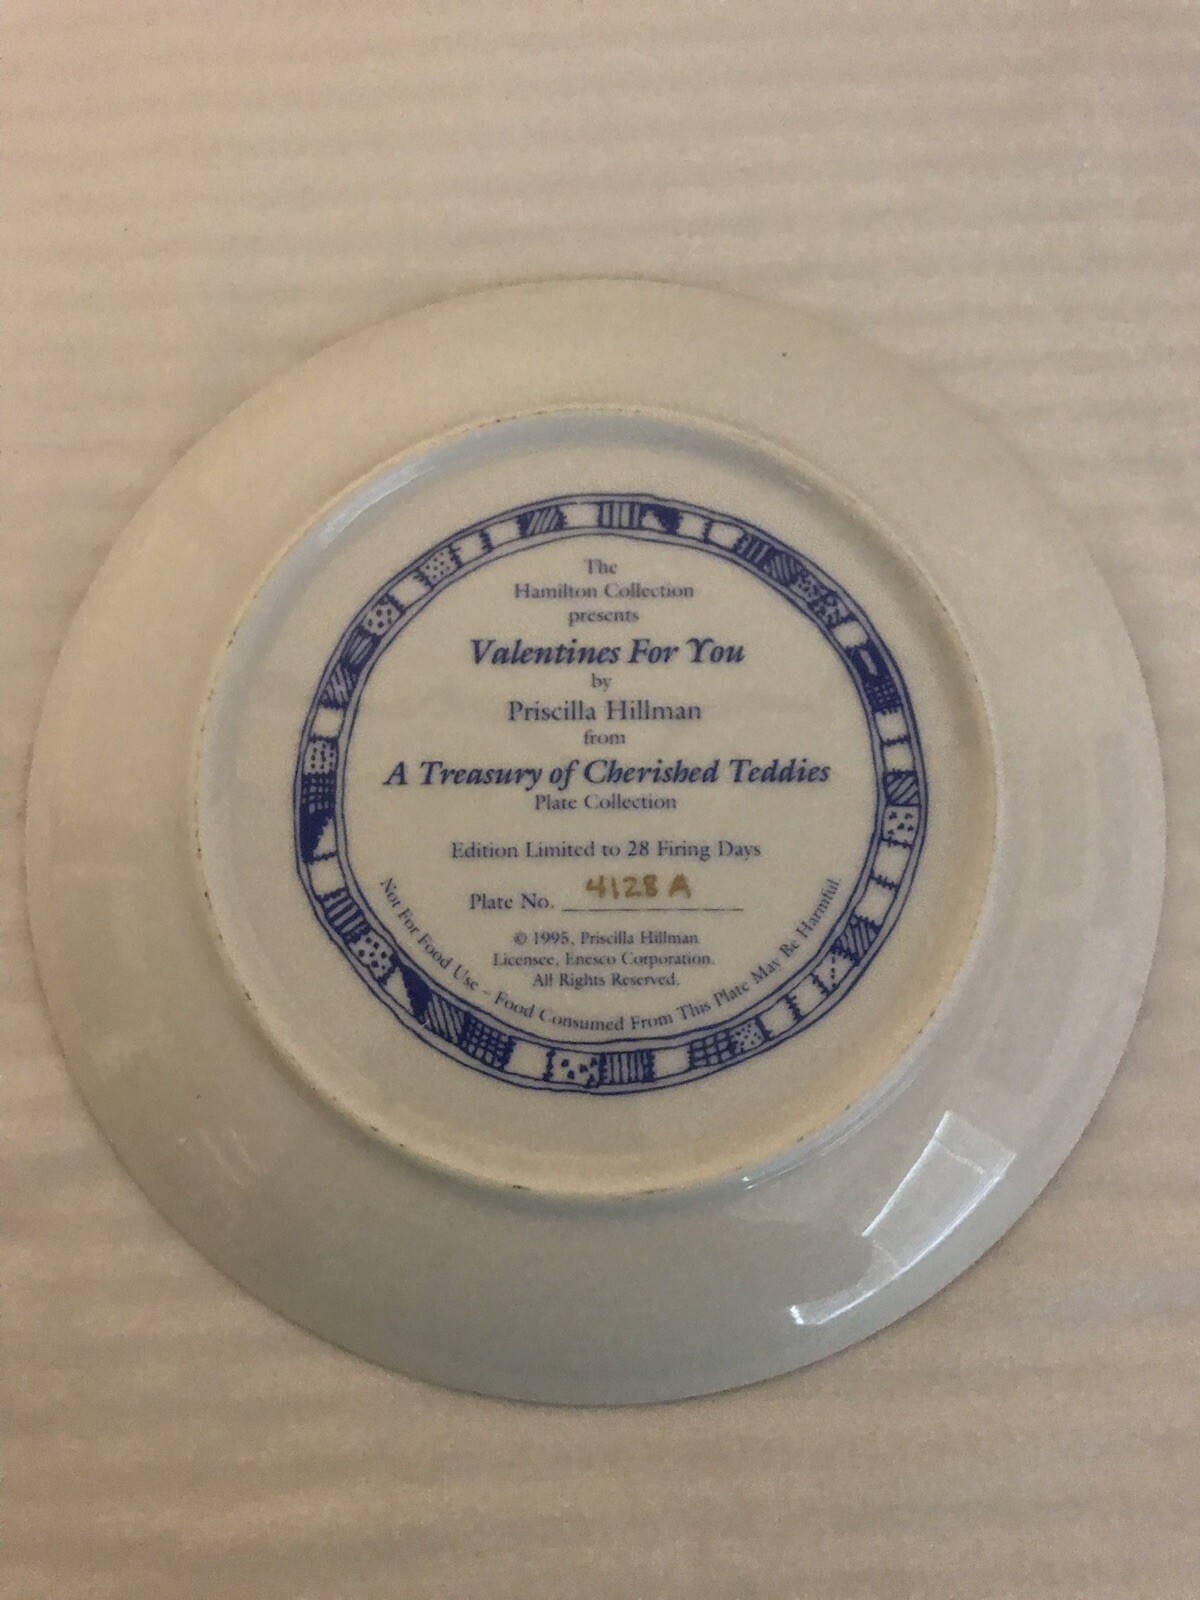 The
Hamilton Collection
presents
Valentines For You
by
Priscilla Hillman
from
A Treasury of Cherished Teddies
Plate Collection
Edition Limited to 28 Firing Days
Plate No. 4128 A
© 1995, Priscilla Hillman
Licensee, Enesco Corporation.
All Rights Reserved.
Not For Food Use – Food Consumed From This Plate May Be Harmful.